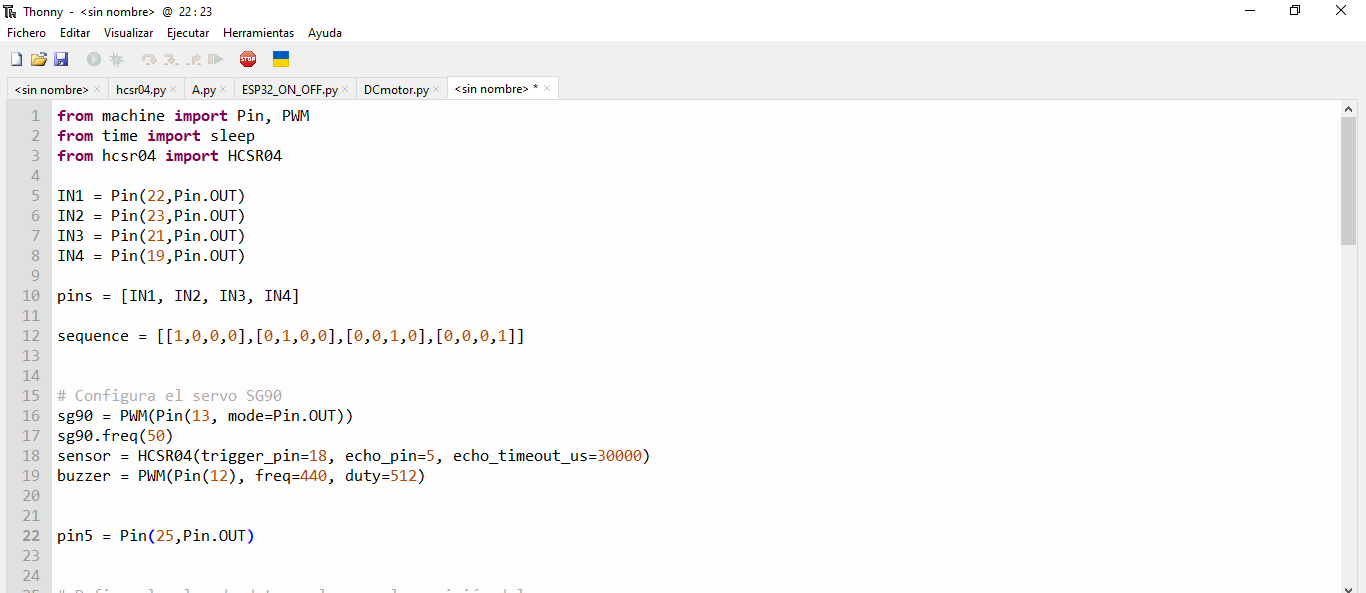 Thonny - <sin nombre> @ 22 : 23
Fichero Editar Visualizar Ejecutar Herramientas Ayuda
STOP
<sin nombre> × hcsr04.py × A.py × ESP32_ON_OFF.py × DCmotor.py × <sin nombre> * ×
1 from machine import Pin, PWM
2 from time import sleep
3 from hcsr04 import HCSR04
4
5 IN1 = Pin(22,Pin.OUT)
6 IN2 = Pin(23,Pin.OUT)
7 IN3 = Pin(21,Pin.OUT)
8 IN4 = Pin(19,Pin.OUT)
9
10 pins = [IN1, IN2, IN3, IN4]
11
12 sequence = [[1,0,0,0],[0,1,0,0],[0,0,1,0],[0,0,0,1]]
13
14
15 # Configura el servo SG90
16 sg90 = PWM(Pin(13, mode=Pin.OUT))
17 sg90.freq(50)
18 sensor = HCSR04(trigger_pin=18, echo_pin=5, echo_timeout_us=30000)
19 buzzer = PWM(Pin(12), freq=440, duty=512)
20
21
22 pin5 = Pin(25,Pin.OUT)
23
24